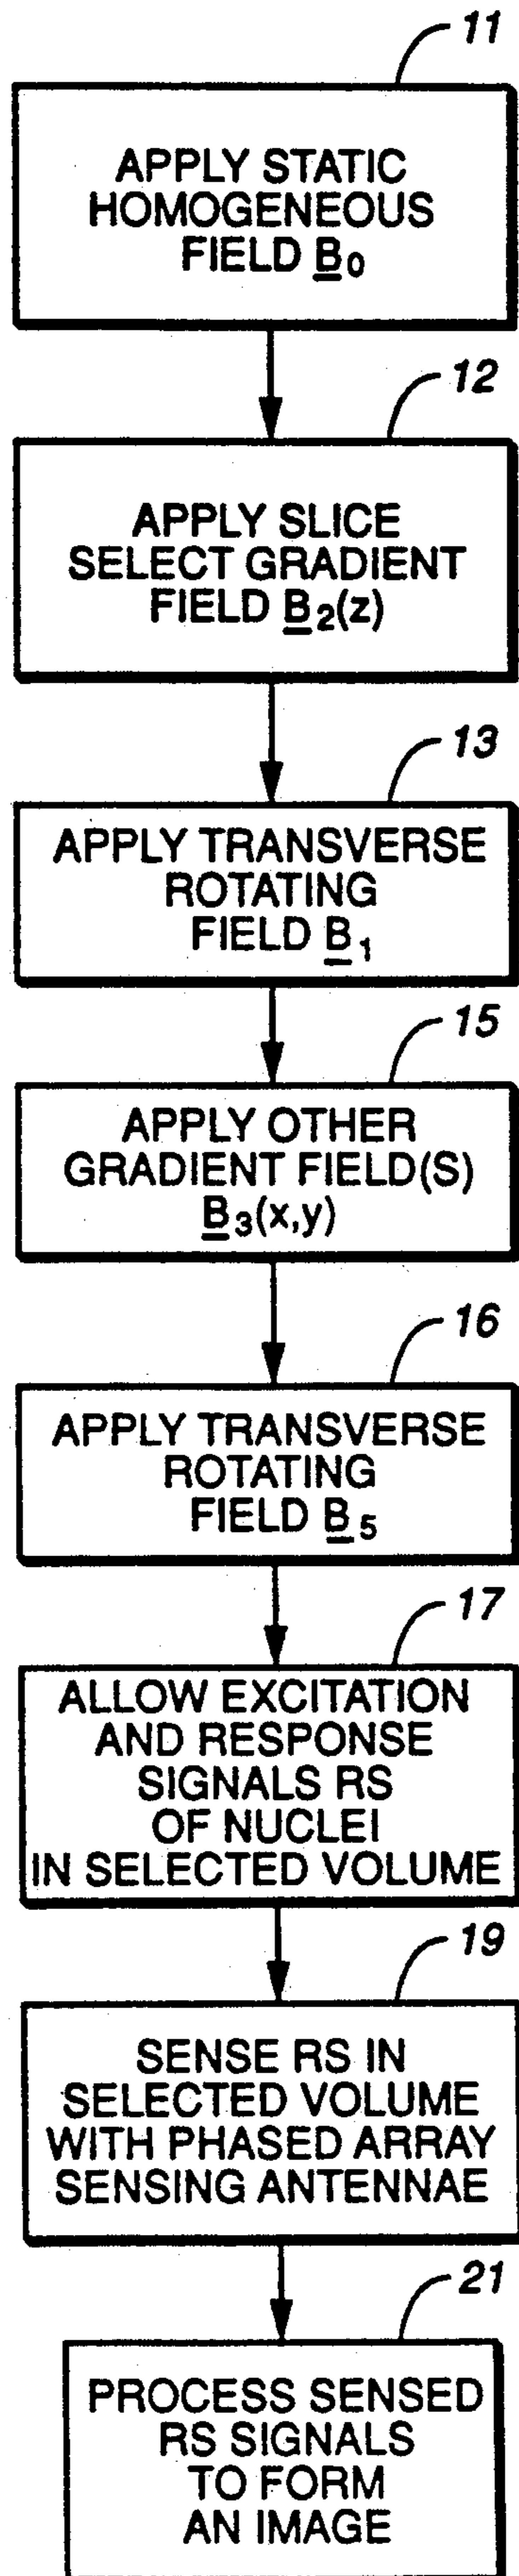 11
APPLY STATIC
HOMOGENEOUS
FIELD B0
12
APPLY SLICE
SELECT GRADIENT
FIELD B2(z)
13
APPLY TRANSVERSE
ROTATING
FIELD B1
15
APPLY OTHER
GRADIENT FIELD(S)
B3(x,y)
16
APPLY TRANSVERSE
ROTATING
FIELD B5
17
ALLOW EXCITATION
AND RESPONSE
SIGNALS RS
OF NUCLEI
IN SELECTED VOLUME
19
SENSE RS IN
SELECTED VOLUME
WITH PHASED ARRAY
SENSING ANTENNAE
21
PROCESS SENSED
RS SIGNALS
TO FORM
AN IMAGE